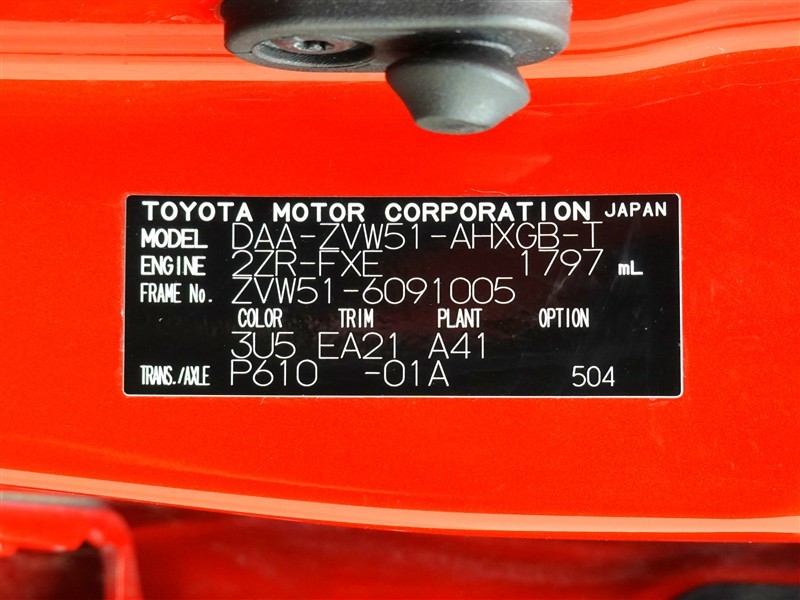 TOYOTA MOTOR CORPORATION JAPAN
MODEL DAA-ZVW51-AHXGB-T
ENGINE 2ZR-FXE 1797 mL
FRAME No. ZVW51-6091005
COLOR TRIM PLANT OPTION
3U5 EA21 A41
TRANS./AXLE P610 -01A 504